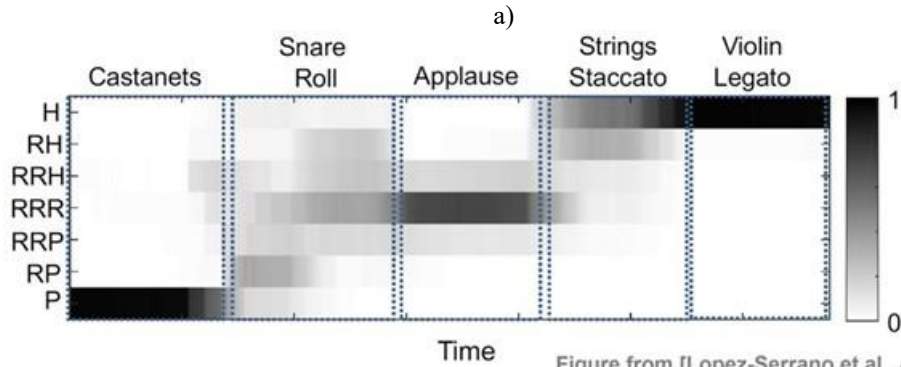 a)
Castanets
Snare
Roll
Applause
Strings
Staccato
Violin
Legato
H
RH
RRH
RRR
RRP
RP
P
1
0
Time
Figure from [Lopez-Serrano et al.,